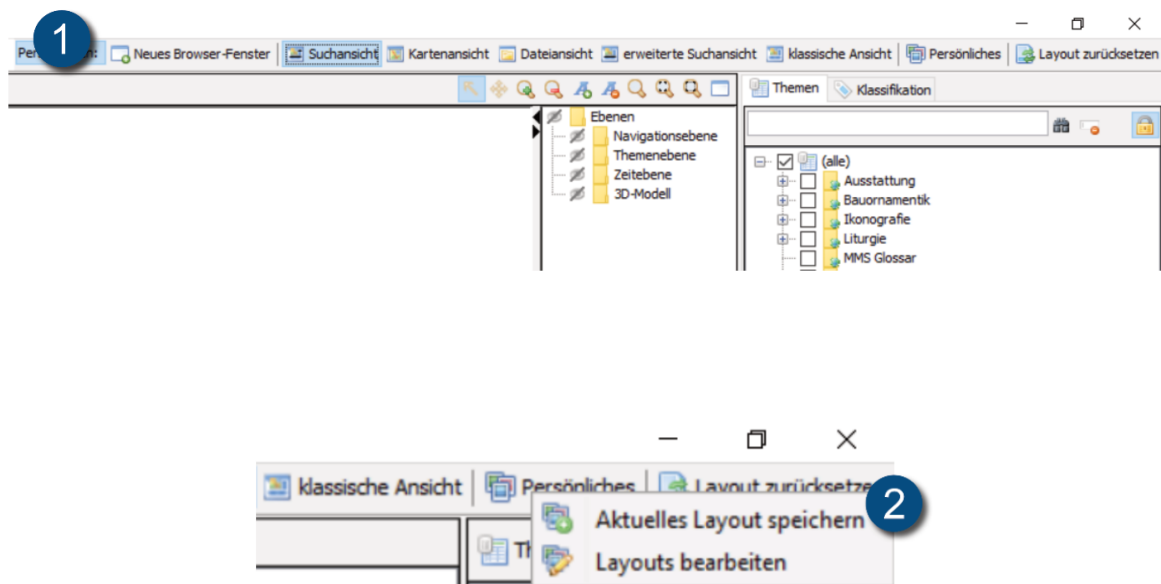 1
Neues Browser-Fenster Suchansicht Kartenansicht Dateiansicht erweiterte Suchansicht klassische Ansicht Persönliches Layout zurücksetzen
Themen Klassifikation
Ebenen
Navigationsebene
Themenebene
Zeitebene
3D-Modell
(alle)
Ausstattung
Bauornamentik
Ikonografie
Liturgie
MMS Glossar
klassische Ansicht Persönliches Layout zurücksetze
2
Aktuelles Layout speichern
Layouts bearbeiten